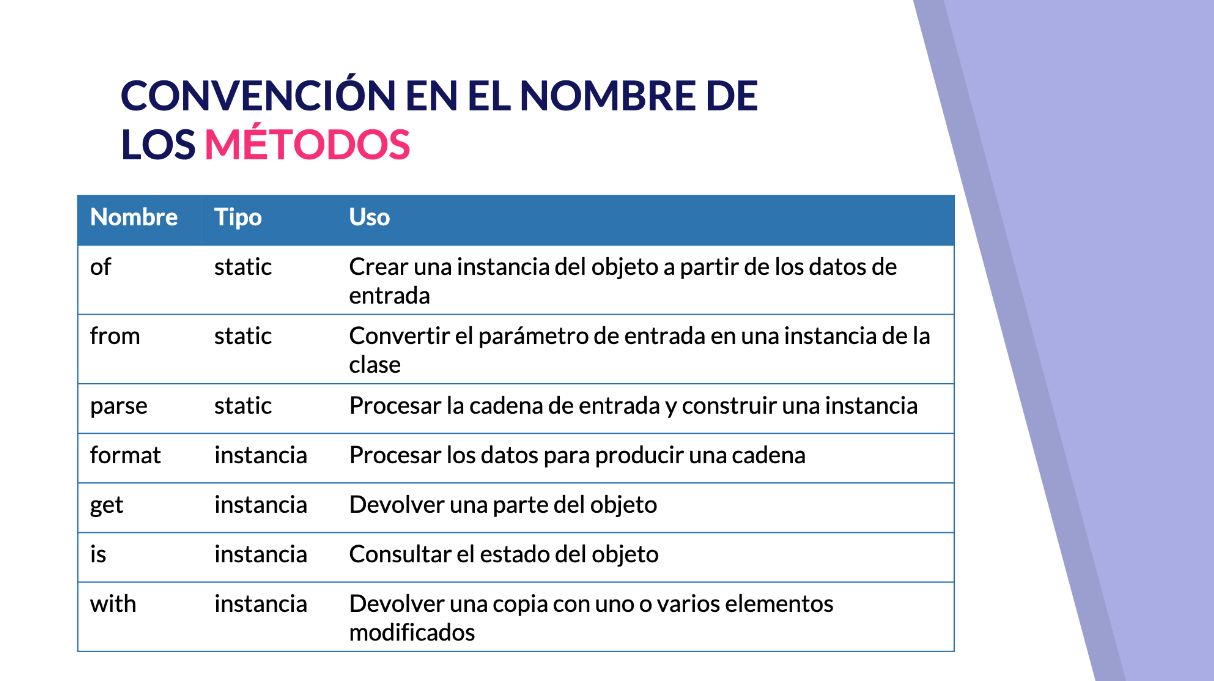 CONVENCIÓN EN EL NOMBRE DE
LOS MÉTODOS
Nombre Tipo Uso
of static Crear una instancia del objeto a partir de los datos de
entrada
from static Convertir el parámetro de entrada en una instancia de la
clase
parse static Procesar la cadena de entrada y construir una instancia
format instancia Procesar los datos para producir una cadena
get instancia Devolver una parte del objeto
is instancia Consultar el estado del objeto
with instancia Devolver una copia con uno o varios elementos
modificados